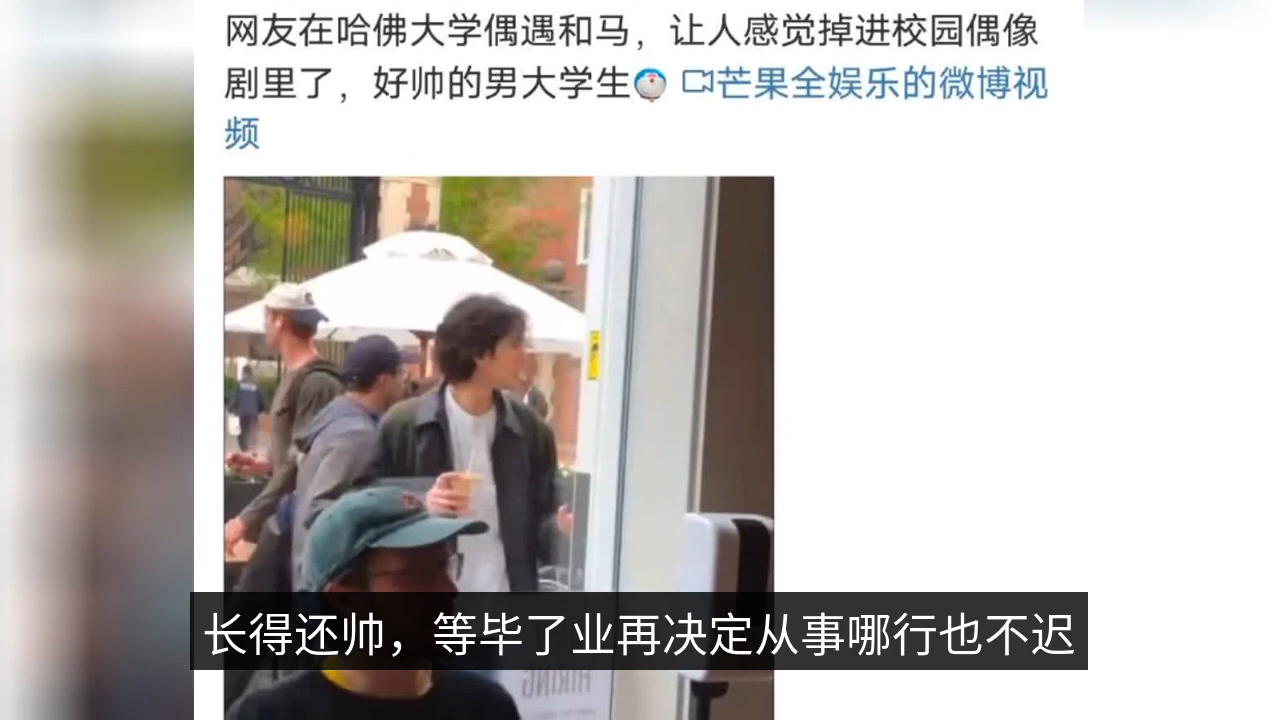 网友在哈佛大学偶遇和马，让人感觉掉进校园偶像
剧里了，好帅的男大学生 芒果全娱乐的微博视
频
HIRING
长得还帅，等毕了业再决定从事哪行也不迟